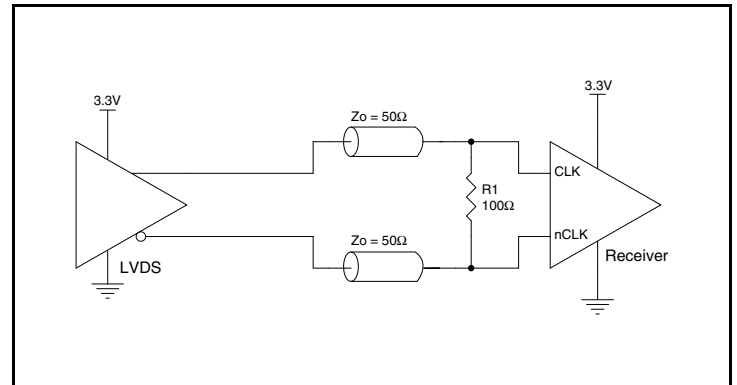 3.3V
3.3V
Zo = 50Ω
CLK
R1
100Ω
nCLK
Zo = 50Ω
LVDS
Receiver